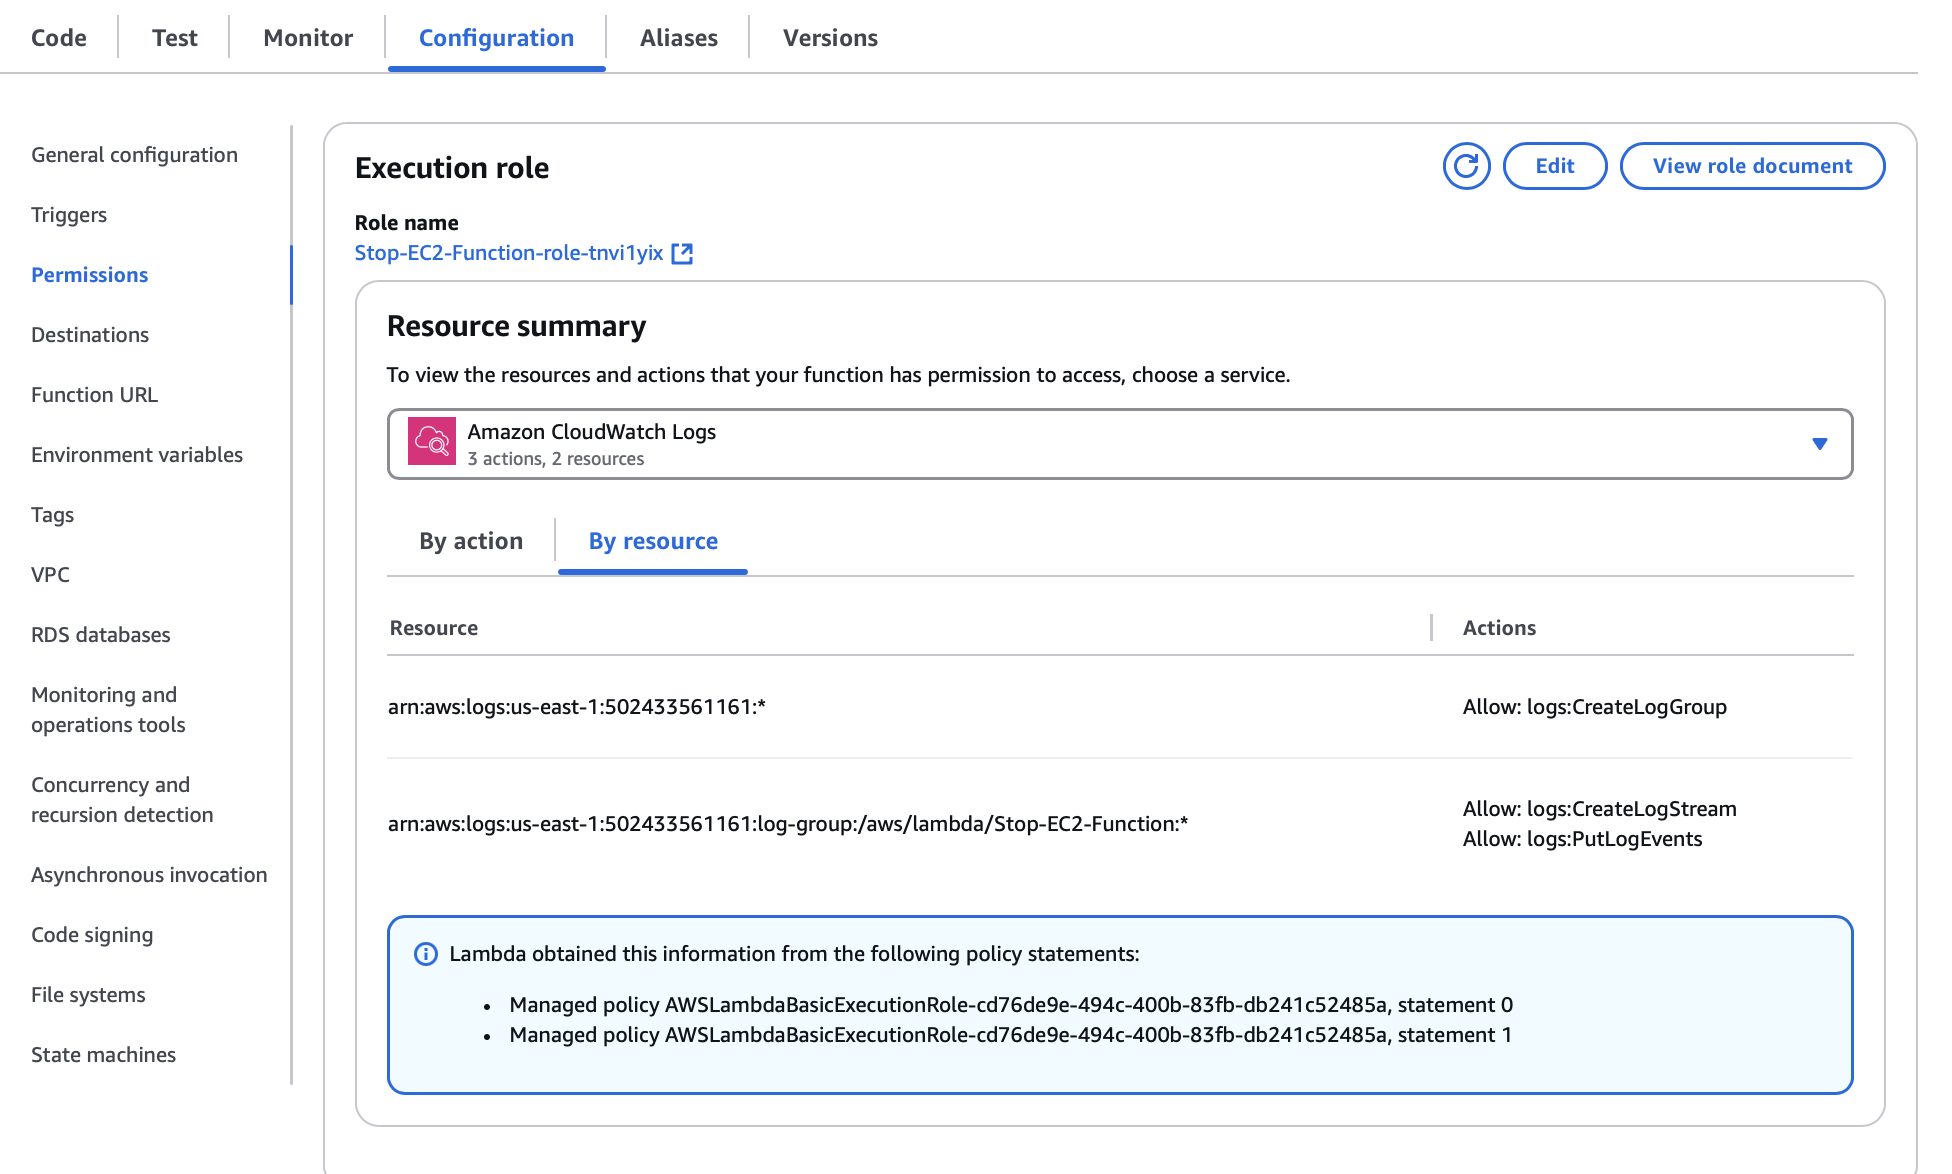 Code
Test
Monitor
Configuration
Aliases
Versions
General configuration
Triggers
Permissions
Destinations
Function URL
Environment variables
Tags
VPC
RDS databases
Monitoring and
operations tools
Concurrency and
recursion detection
Asynchronous invocation
Code signing
File systems
State machines
Execution role
Edit
View role document
Role name
Stop-EC2-Function-role-tnvi1yix
Resource summary
To view the resources and actions that your function has permission to access, choose a service.
Amazon CloudWatch Logs
3 actions, 2 resources
By action
By resource
Resource
Actions
arn:aws:logs:us-east-1:502433561161:*
Allow: logs:CreateLogGroup
arn:aws:logs:us-east-1:502433561161:log-group:/aws/lambda/Stop-EC2-Function:*
Allow: logs:CreateLogStream
Allow: logs:PutLogEvents
Lambda obtained this information from the following policy statements:
• Managed policy AWSLambdaBasicExecutionRole-cd76de9e-494c-400b-83fb-db241c52485a, statement 0
• Managed policy AWSLambdaBasicExecutionRole-cd76de9e-494c-400b-83fb-db241c52485a, statement 1